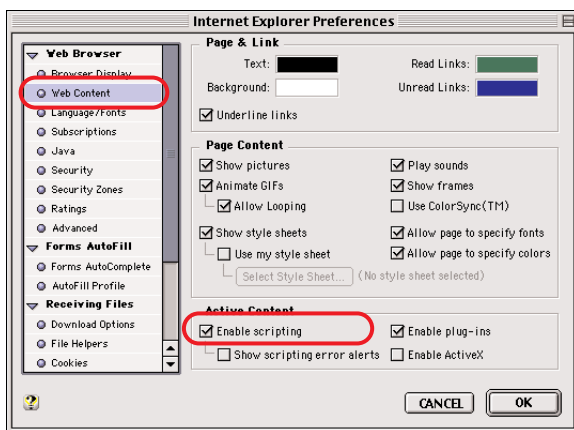 Internet Explorer Preferences
Web Browser
Browser Display
Web Content
Language/Fonts
Subscriptions
Java
Security
Security Zones
Ratings
Advanced
Forms AutoFill
Forms AutoComplete
AutoFill Profile
Receiving Files
Download Options
File Helpers
Cookies
Page & Link
Text:
Read Links:
Background:
Unread Links:
Underline links
Page Content
Show pictures
Play sounds
Animate GIFs
Show frames
Allow Looping
Use ColorSync(TM)
Show style sheets
Allow page to specify fonts
Use my style sheet
Allow page to specify colors
Select Style Sheet... (No style sheet selected)
Active Content
Enable scripting
Enable plug-ins
Show scripting error alerts
Enable ActiveX
?
CANCEL
OK